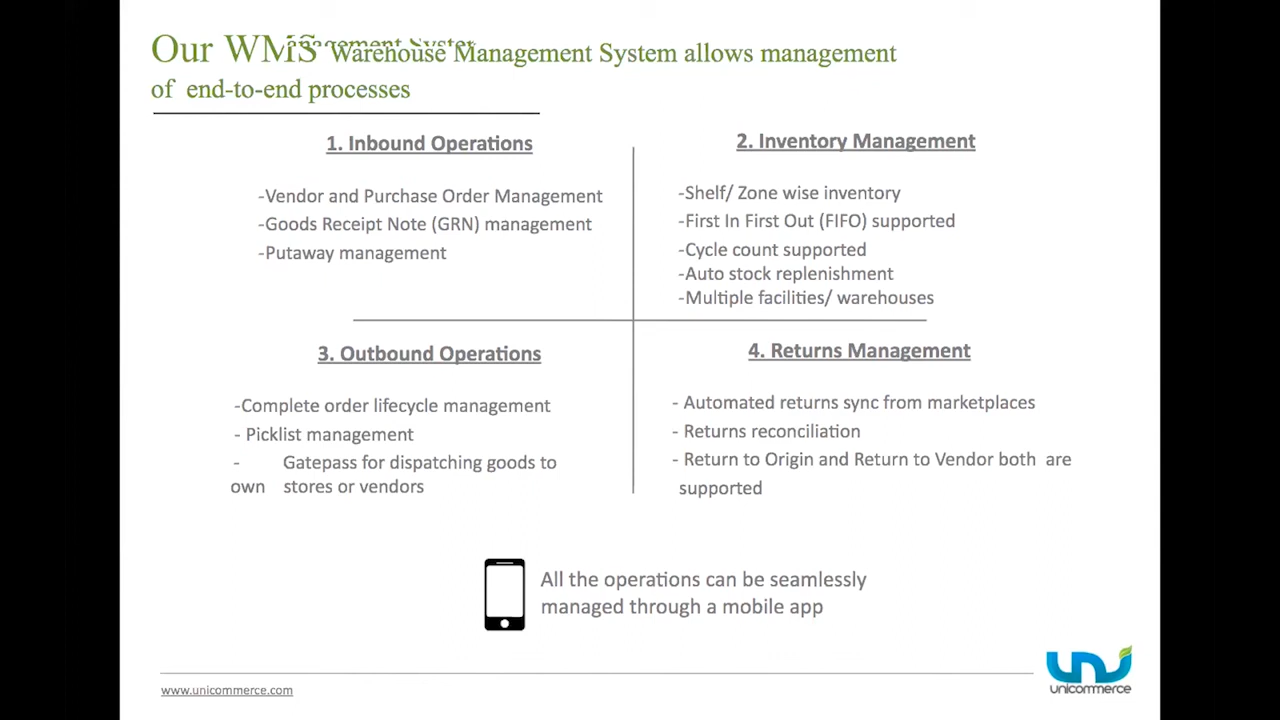 Our WMS Warehouse Management System allows management
of end-to-end processes
1. Inbound Operations
-Vendor and Purchase Order Management
-Goods Receipt Note (GRN) management
-Putaway management
2. Inventory Management
-Shelf/ Zone wise inventory
-First In First Out (FIFO) supported
-Cycle count supported
-Auto stock replenishment
-Multiple facilities/ warehouses
3. Outbound Operations
-Complete order lifecycle management
- Picklist management
- Gatepass for dispatching goods to
own stores or vendors
4. Returns Management
- Automated returns sync from marketplaces
- Returns reconciliation
- Return to Origin and Return to Vendor both are
supported
All the operations can be seamlessly
managed through a mobile app
www.unicommerce.com
uni
unicommerce